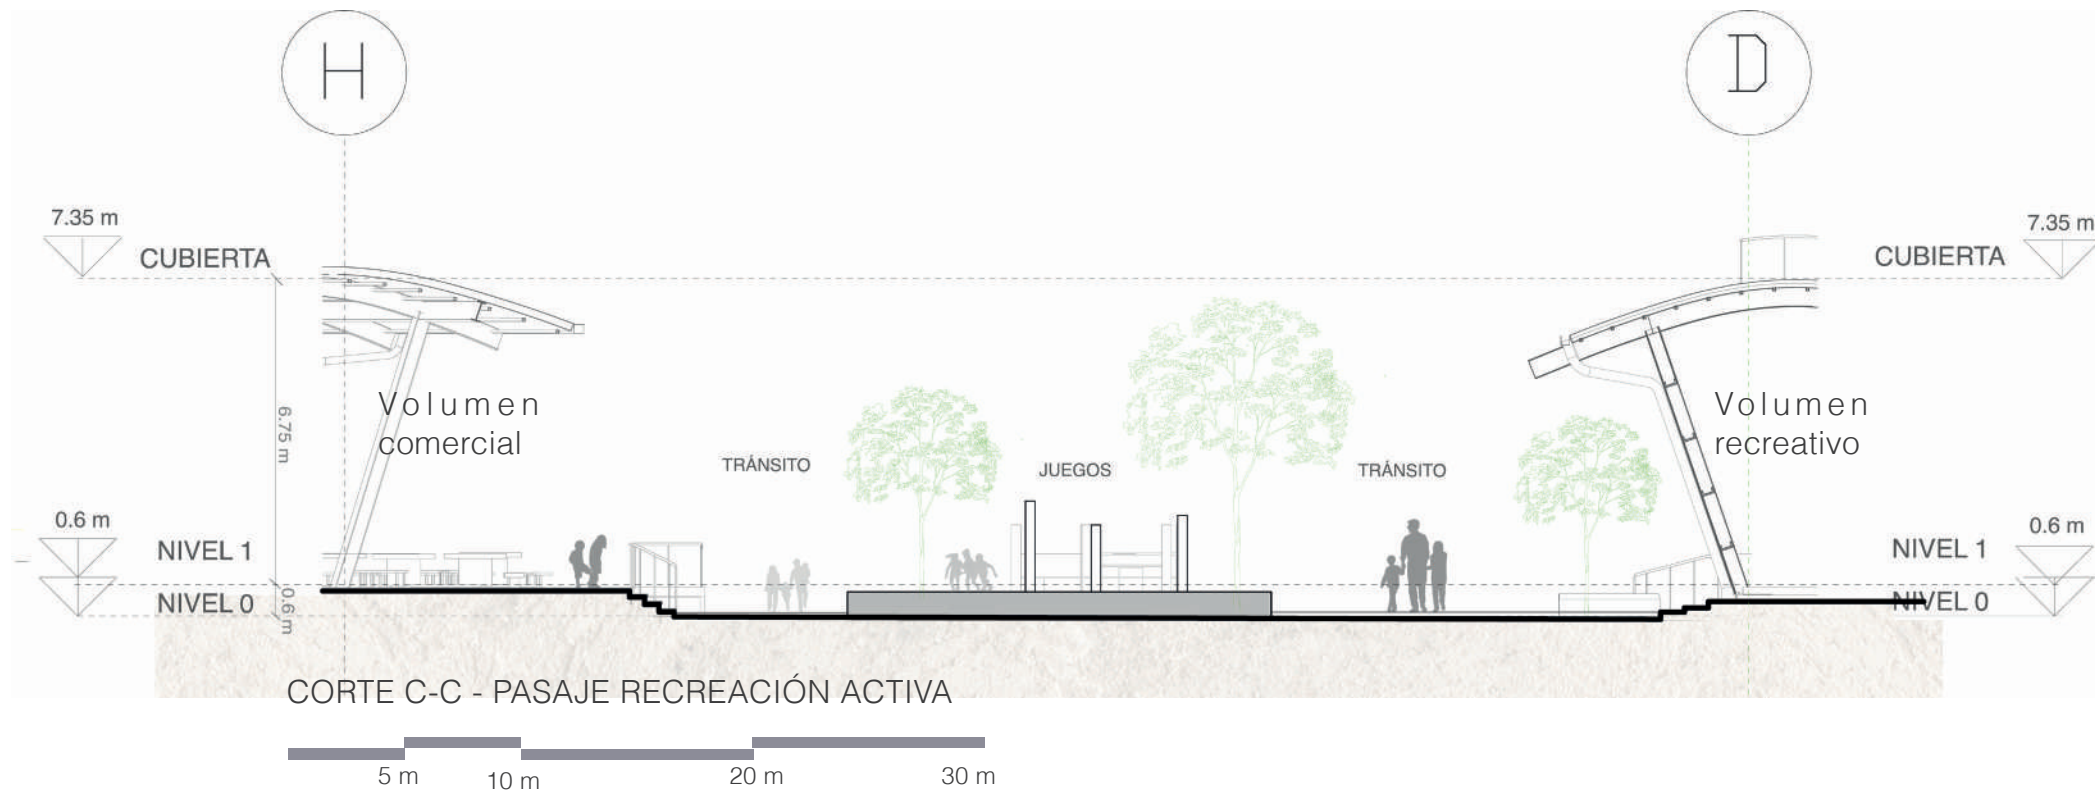 H
D
7.35 m
7.35 m
CUBIERTA
CUBIERTA
Volumen
comercial
Volumen
recreativo
6.75 m
TRÁNSITO
JUEGOS
TRÁNSITO
0.6 m
0.6 m
NIVEL 1
NIVEL 1
NIVEL 0
0.6 m
NIVEL 0
CORTE C-C - PASAJE RECREACIÓN ACTIVA
5 m
10 m
20 m
30 m